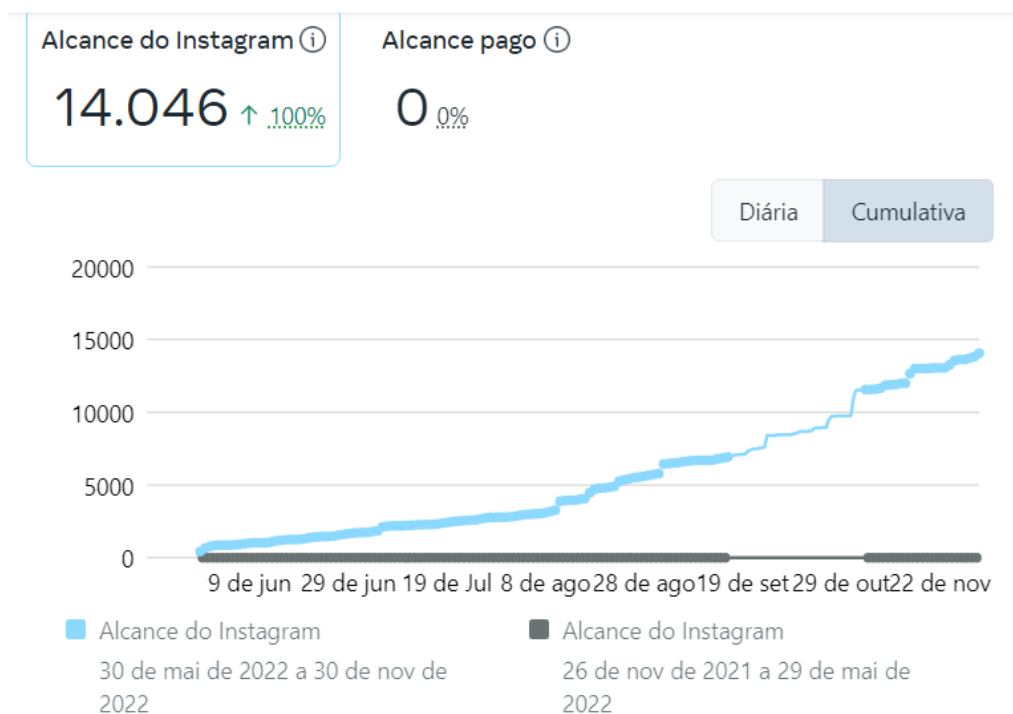 Alcance do Instagram
Alcance pago
14.046 ↑ 100%
0 0%
Diária
Cumulativa
20000
15000
10000
5000
0
9 de jun 29 de jun 19 de Jul 8 de ago 28 de ago 19 de set 29 de out 22 de nov
Alcance do Instagram
30 de mai de 2022 a 30 de nov de
2022
Alcance do Instagram
26 de nov de 2021 a 29 de mai de
2022